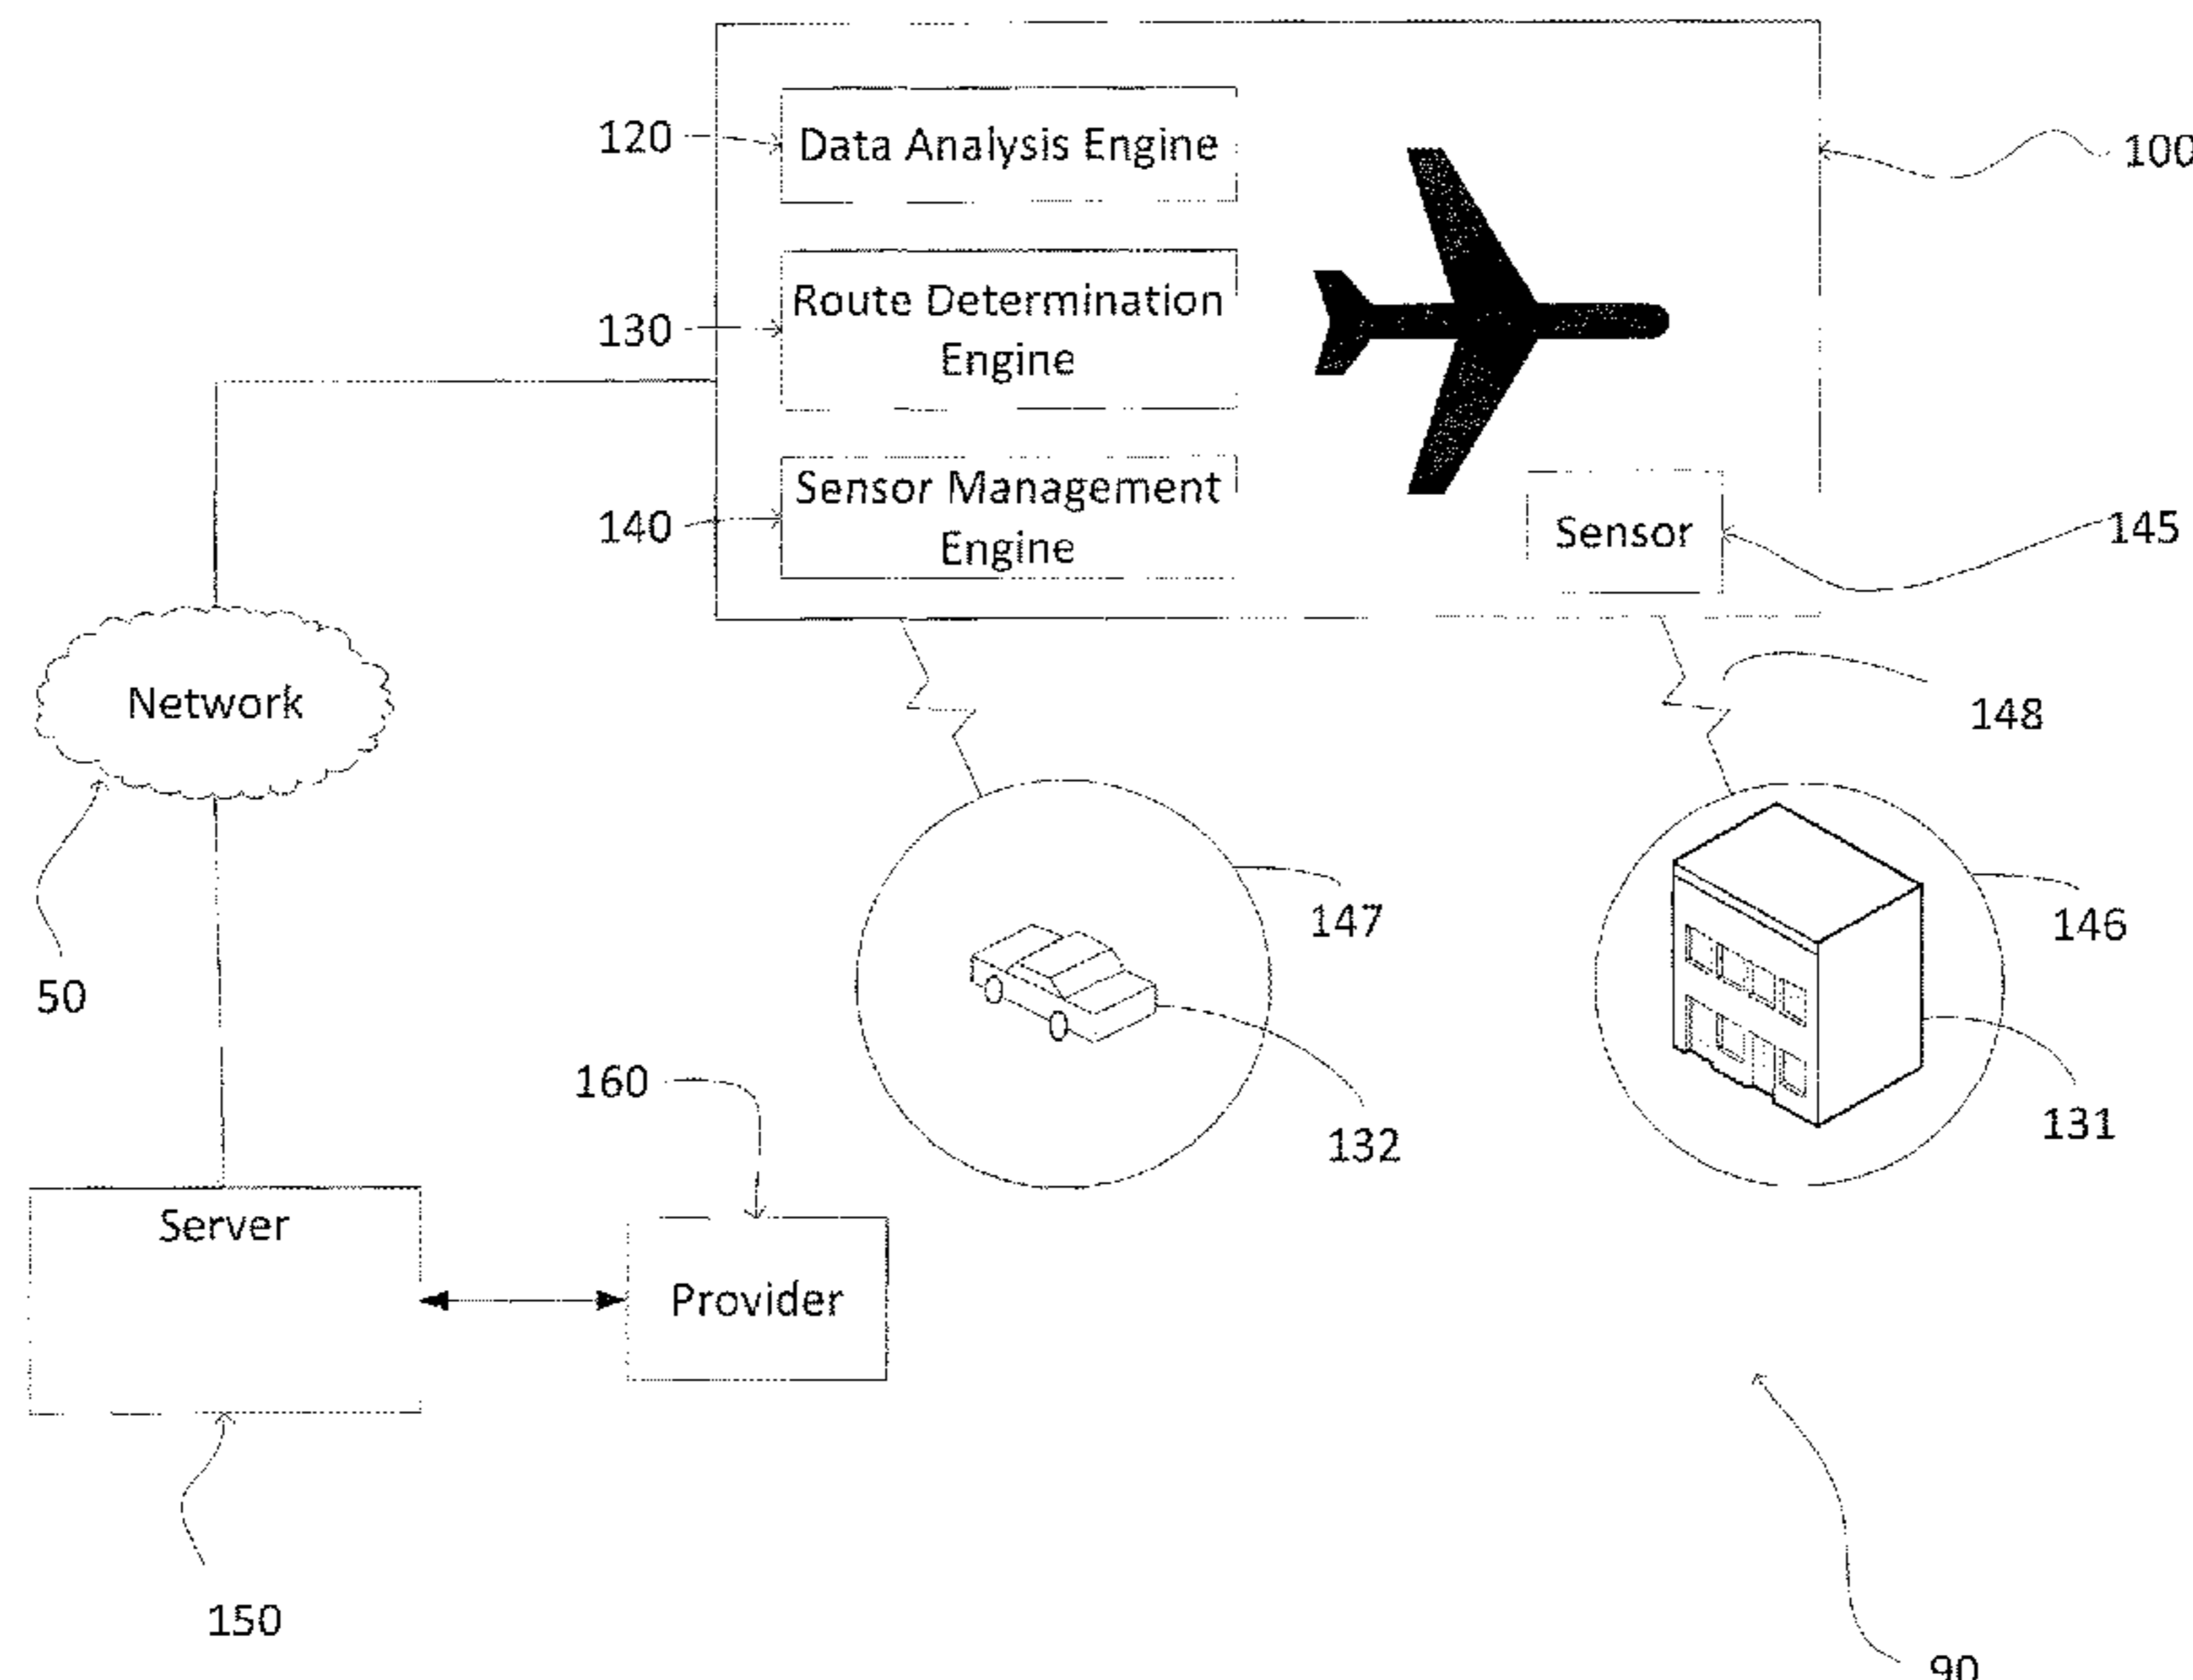 120
Data Analysis Engine
100
130
Route Determination
Engine
140
Sensor Management
Engine
Sensor
145
Network
148
50
147
146
132
131
160
Server
Provider
150
90